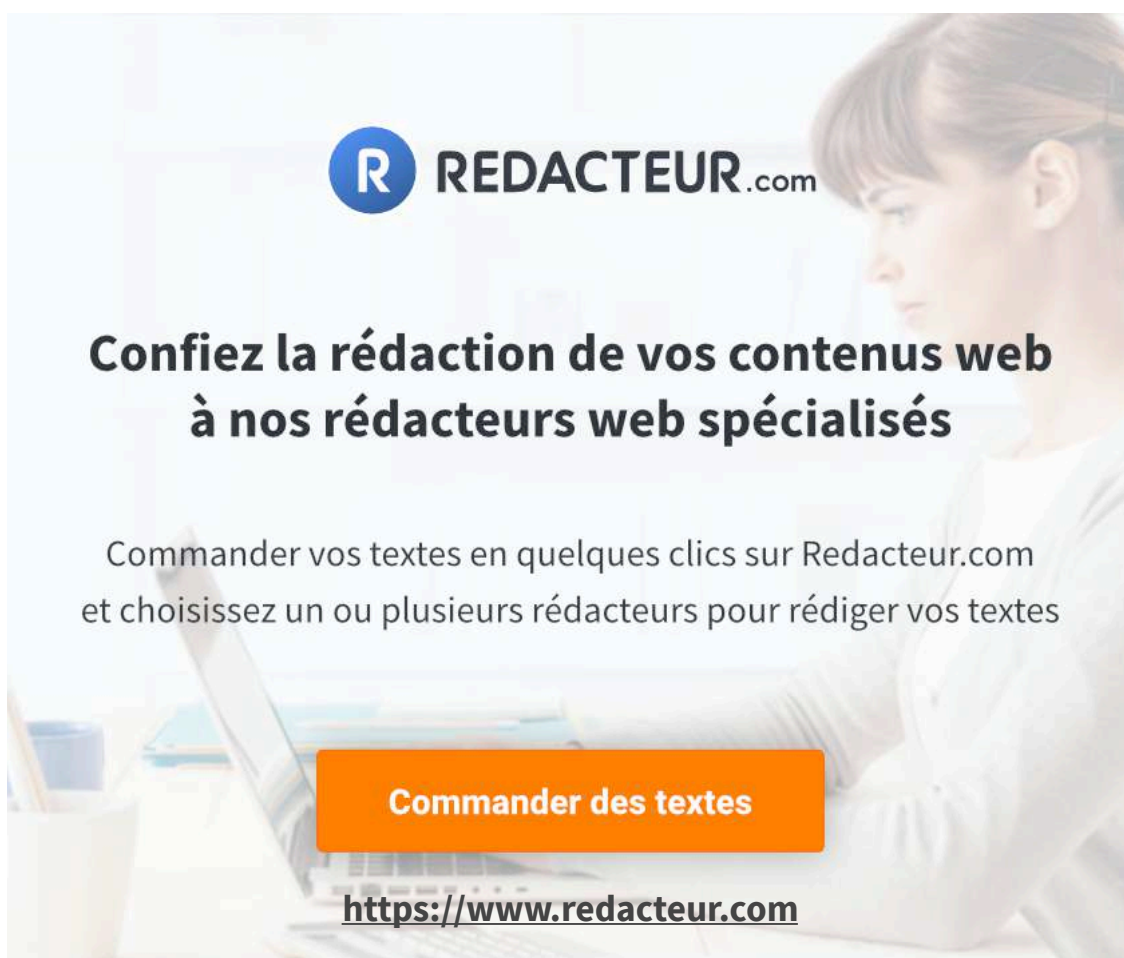 R REDACTEUR.com
Confiez la rédaction de vos contenus web
à nos rédacteurs web spécialisés
Commander vos textes en quelques clics sur Redacteur.com
et choisissez un ou plusieurs rédacteurs pour rédiger vos textes
Commander des textes
https://www.redacteur.com